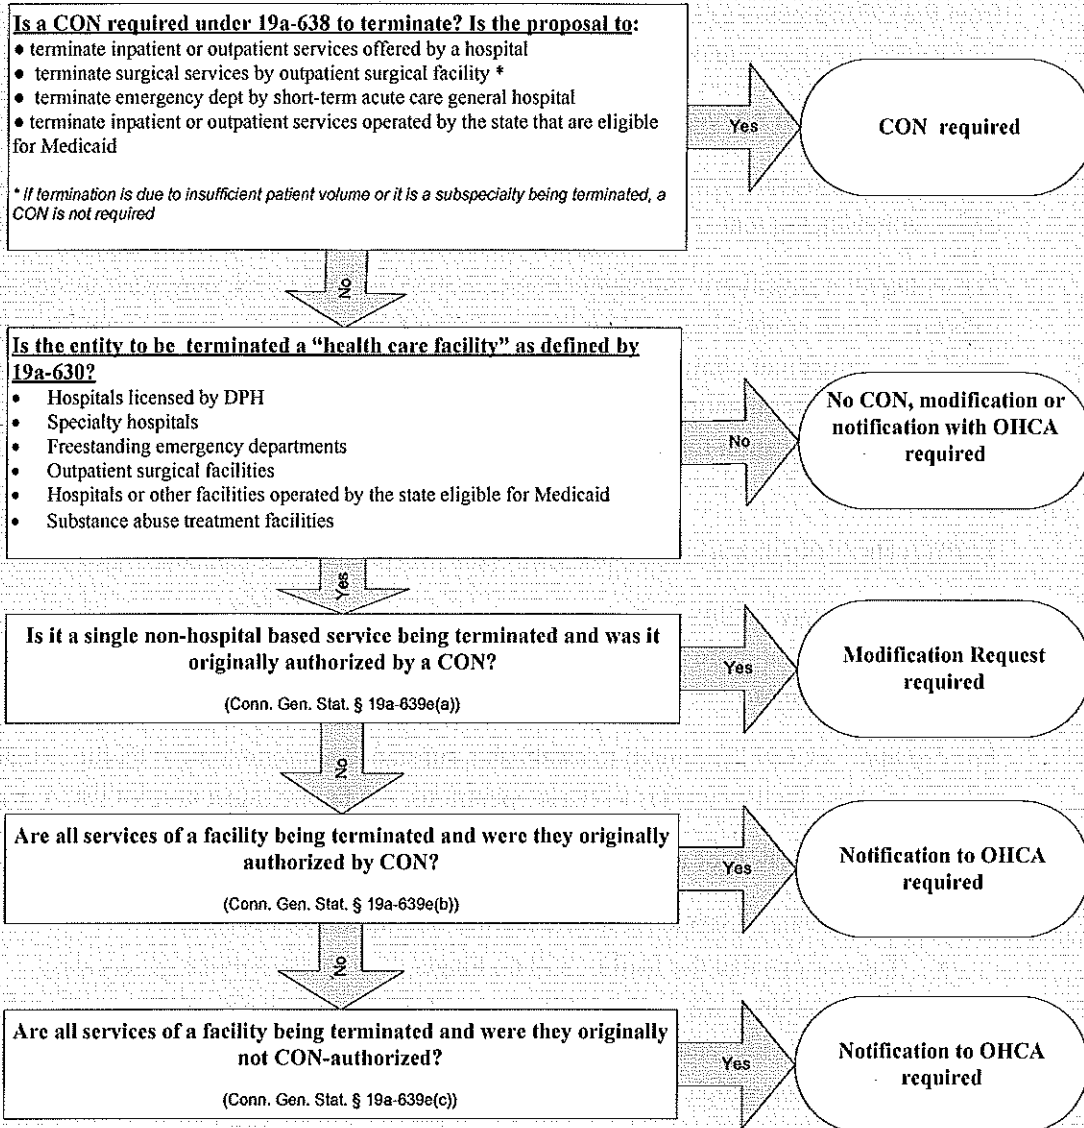 Is a CON required under 19a-638 to terminate? Is the proposal to:
• terminate inpatient or outpatient services offered by a hospital
• terminate surgical services by outpatient surgical facility *
• terminate emergency dept by short-term acute care general hospital
• terminate inpatient or outpatient services operated by the state that are eligible
for Medicaid
* If termination is due to insufficient patient volume or it is a subspecialty being terminated, a
CON is not required
Yes
CON required
No
Is the entity to be terminated a “health care facility” as defined by
19a-630?
• Hospitals licensed by DPH
• Specialty hospitals
• Freestanding emergency departments
• Outpatient surgical facilities
• Hospitals or other facilities operated by the state eligible for Medicaid
• Substance abuse treatment facilities
No
No CON, modification or
notification with OHCA
required
Yes
Is it a single non-hospital based service being terminated and was it
originally authorized by a CON?
(Conn. Gen. Stat. § 19a-639e(a))
Yes
Modification Request
required
No
Are all services of a facility being terminated and were they originally
authorized by CON?
(Conn. Gen. Stat. § 19a-639e(b))
Yes
Notification to OHCA
required
No
Are all services of a facility being terminated and were they originally
not CON-authorized?
(Conn. Gen. Stat. § 19a-639e(c))
Yes
Notification to OHCA
required